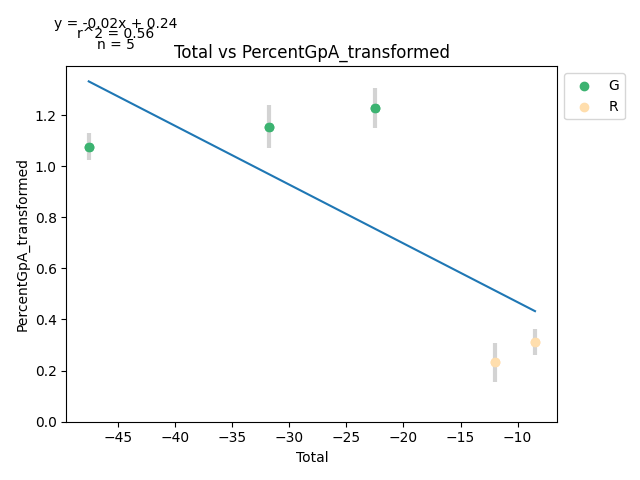 y = -0.02x + 0.24
r^2 = 0.56
n = 5
Total vs PercentGpA_transformed
G
R
PercentGpA_transformed
1.2
1.0
0.8
0.6
0.4
0.2
0.0
−45 −40 −35 −30 −25 −20 −15 −10
Total